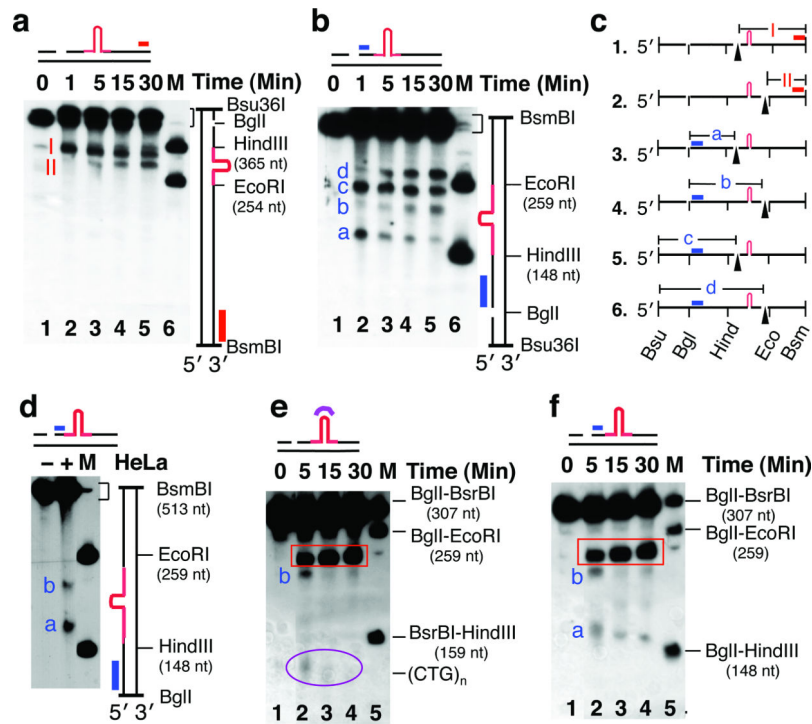 a
0 1 5 15 30 M Time (Min)
Bsu36I
BglI
HindIII
(365 nt)
EcoRI
(254 nt)
I
II
1 2 3 4 5 6
5′ 3′
BsmBI
b
0 1 5 15 30 M Time (Min)
BsmBI
d
c
b
a
EcoRI
(259 nt)
HindIII
(148 nt)
BglI
1 2 3 4 5 6
5′ 3′
Bsu36I
c
I
1. 5′
II
2. 5′
a
3. 5′
b
4. 5′
c
5. 5′
d
6. 5′
Bsu Bgl Hind Eco Bsm
d
– + M HeLa
BsmBI
(513 nt)
EcoRI
(259 nt)
b
a
HindIII
(148 nt)
BglI
5′ 3′
e
0 5 15 30 M Time (Min)
BglI-BsrBI
(307 nt)
BglI-EcoRI
(259 nt)
b
BsrBI-HindIII
(159 nt)
(CTG)n
1 2 3 4 5
f
0 5 15 30 M Time (Min)
BglI-BsrBI
(307 nt)
BglI-EcoRI
(259)
b
a
BglI-HindIII
(148 nt)
1 2 3 4 5